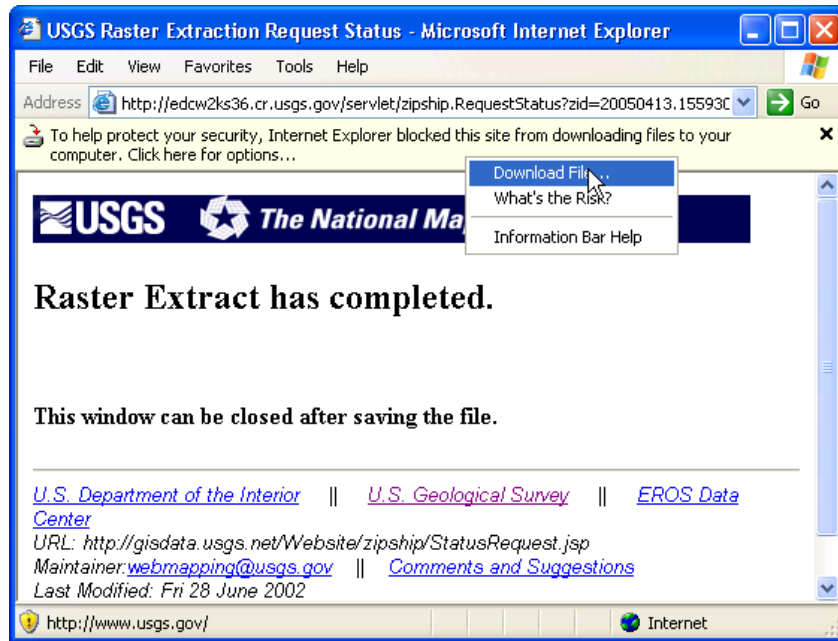 USGS Raster Extraction Request Status - Microsoft Internet Explorer
File Edit View Favorites Tools Help
Address http://edcw2ks36.cr.usgs.gov/servlet/zipship.RequestStatus?zid=20050413.155930 Go
To help protect your security, Internet Explorer blocked this site from downloading files to your
computer. Click here for options...
Download File...
What's the Risk?
Information Bar Help
USGS The National Ma
Raster Extract has completed.
This window can be closed after saving the file.
U.S. Department of the Interior || U.S. Geological Survey || EROS Data
Center
URL: http://gisdata.usgs.net/Website/zipship/StatusRequest.jsp
Maintainer:webmapping@usgs.gov || Comments and Suggestions
Last Modified: Fri 28 June 2002
http://www.usgs.gov/ Internet